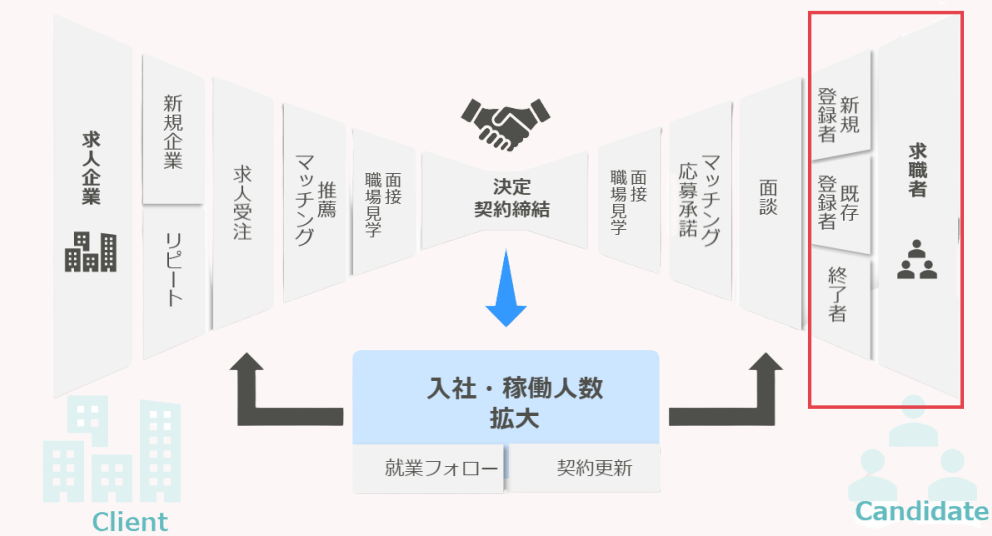 求人企業
新規企業
リピート
求人受注
推薦
マッチング
面接
職場見学
決定
契約締結
面接
職場見学
マッチング
応募承諾
面談
新規
登録者
既存
登録者
終了者
求職者
入社・稼働人数
拡大
就業フォロー
契約更新
Client
Candidate